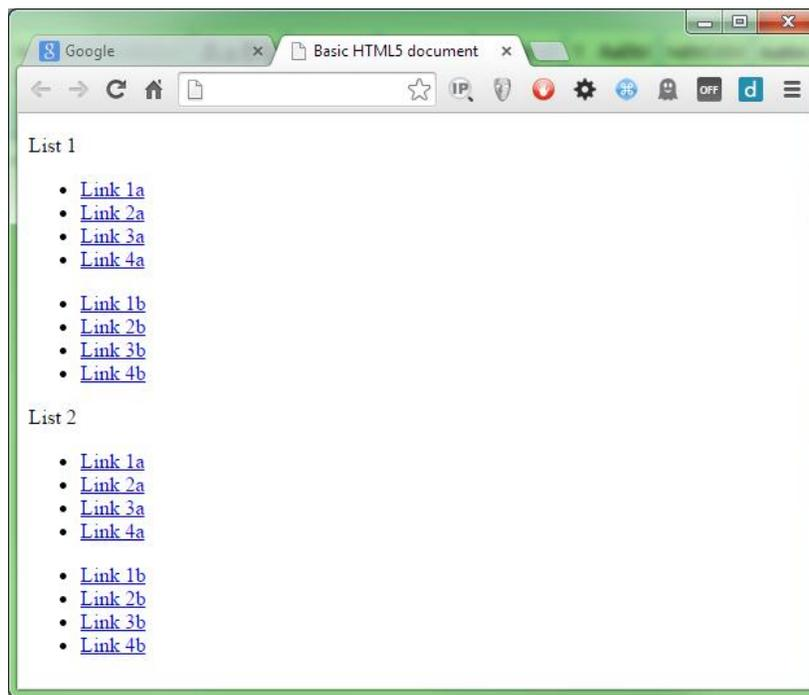 Google
Basic HTML5 document
IP
OFF
d
List 1
Link 1a
Link 2a
Link 3a
Link 4a
Link 1b
Link 2b
Link 3b
Link 4b
List 2
Link 1a
Link 2a
Link 3a
Link 4a
Link 1b
Link 2b
Link 3b
Link 4b